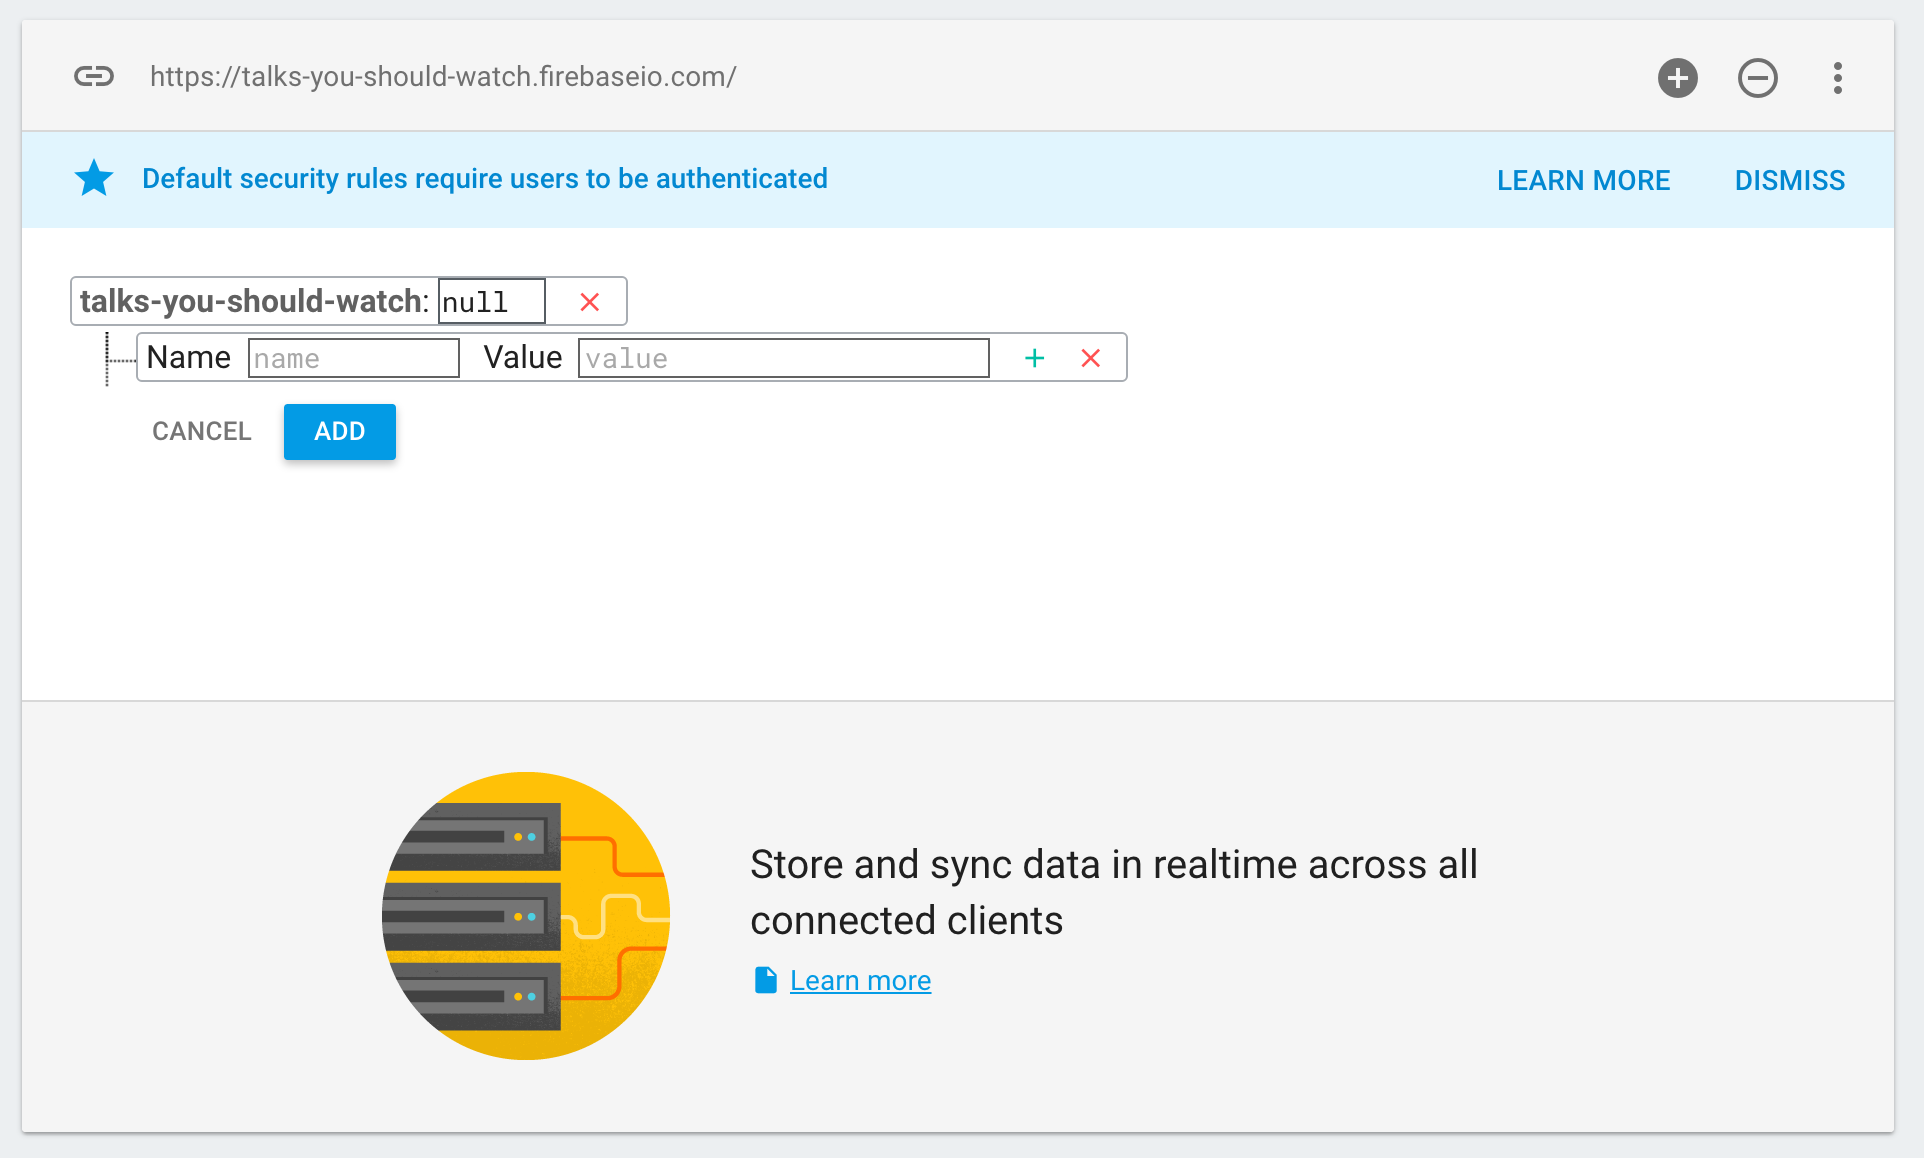 https://talks-you-should-watch.firebaseio.com/
Default security rules require users to be authenticated LEARN MORE DISMISS
talks-you-should-watch: null
Name name Value value
CANCEL ADD
Store and sync data in realtime across all
connected clients
Learn more